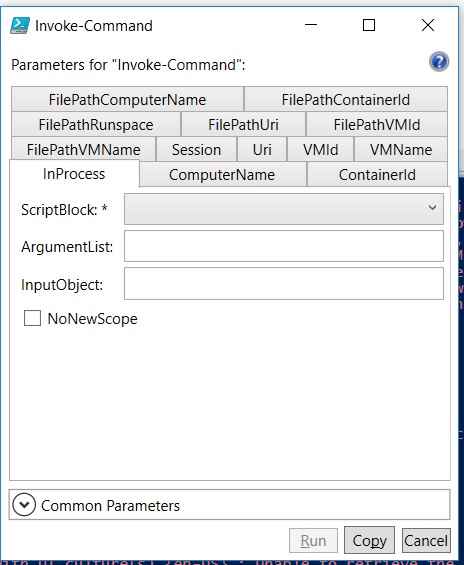 Invoke-Command
Parameters for "Invoke-Command":
FilePathComputerName FilePathContainerId
FilePathRunspace FilePathUri FilePathVMId
FilePathVMName Session Uri VMId VMName
InProcess ComputerName ContainerId
ScriptBlock: *
ArgumentList:
InputObject:
NoNewScope
Common Parameters
Run Copy Cancel